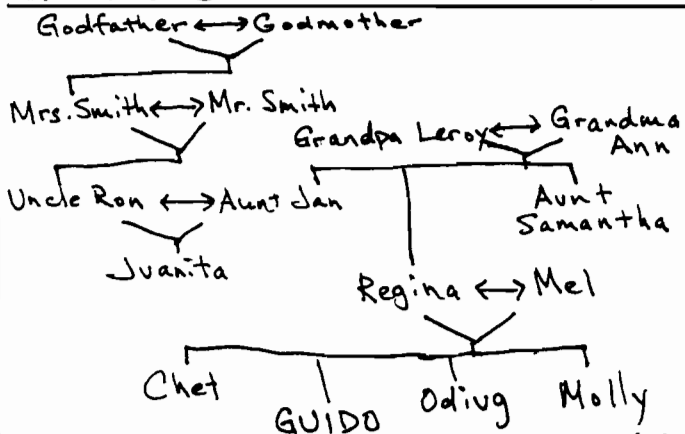 Godfather ↔ Godmother
Mrs. Smith ↔ Mr. Smith
Grandpa Leroy ↔ Grandma Ann
Uncle Ron ↔ Aunt Jan
Aunt Samantha
Juanita
Regina ↔ Mel
Chet
GUIDO
Odiug
Molly